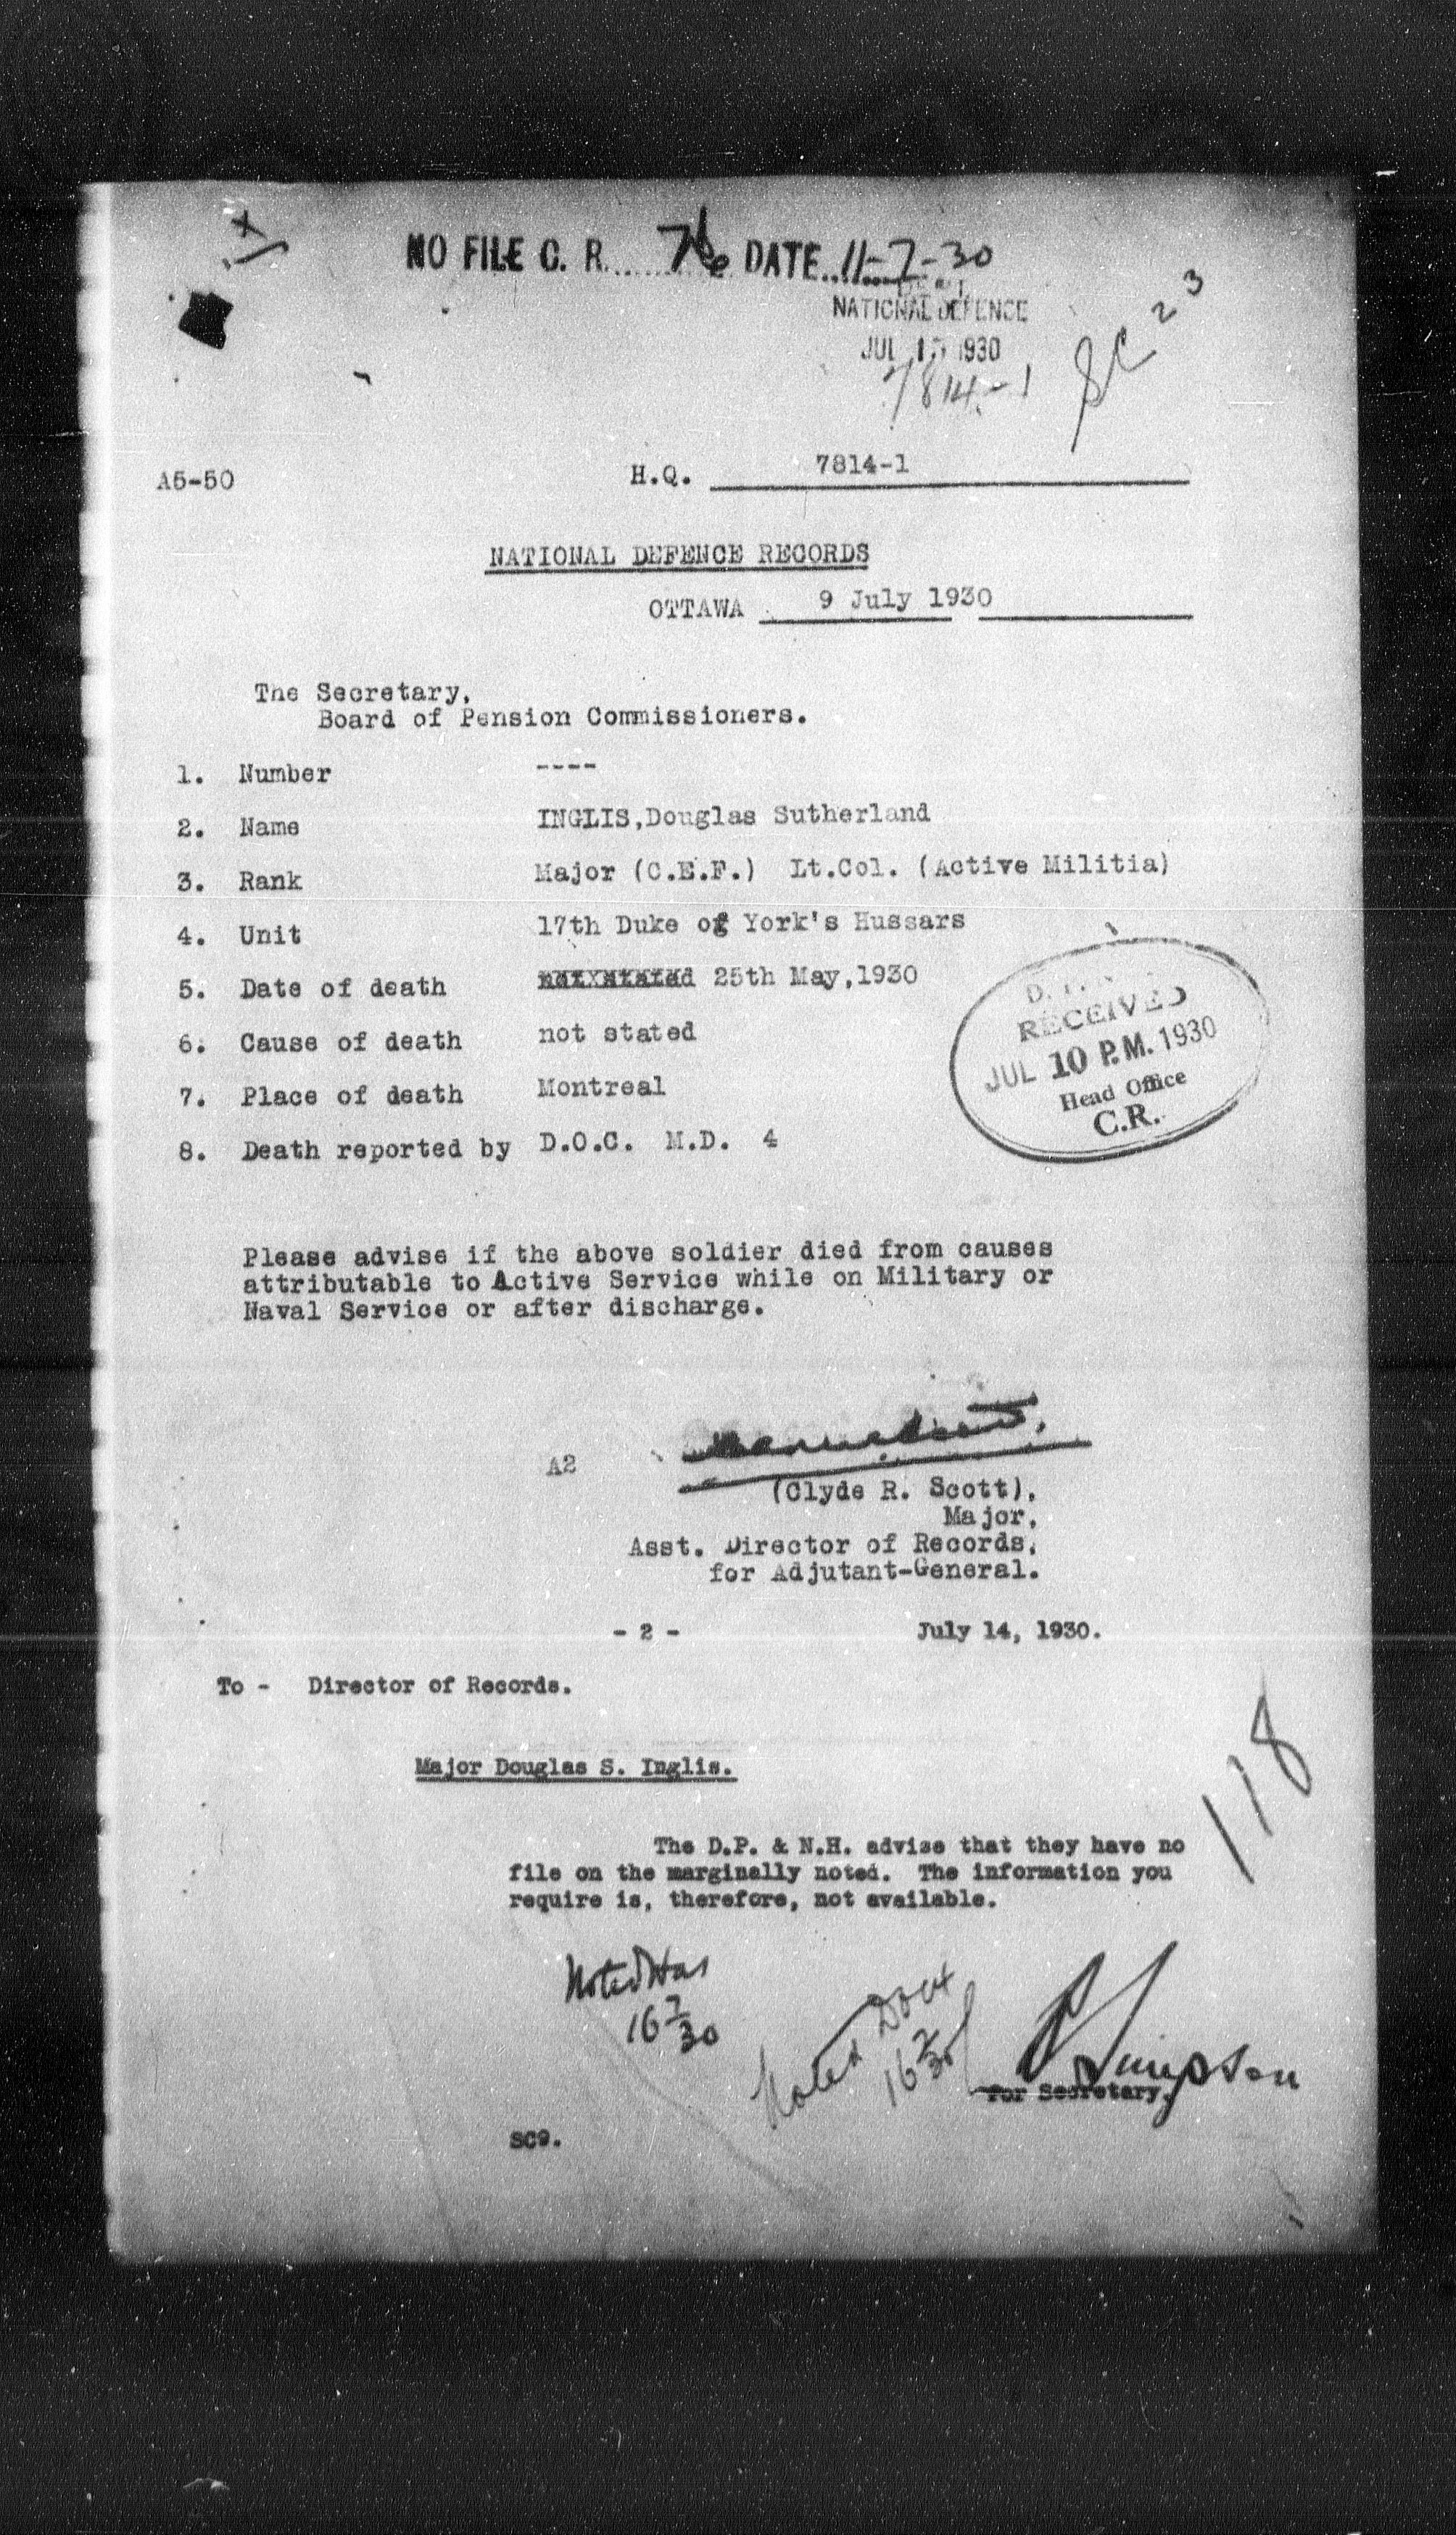 NO FILE C. R. DATE 11-7-30
NATIONAL DEFENCE
JUL 1930
7814-1
SC 23
A5-50
H.Q. 7814-1
NATIONAL DEFENCE RECORDS
OTTAWA 9 July 1930
The Secretary,
Board of Pension Commissioners.
1. Number ----
2. Name INGLIS,Douglas Sutherland
3. Rank Major (C.E.F.) Lt.Col. (Active Militia)
4. Unit 17th Duke of York's Hussars
5. Date of death 25th May,1930
6. Cause of death not stated
7. Place of death Montreal
8. Death reported by D.O.C. M.D. 4
RECEIVED
JUL 10 P.M. 1930
Head Office
C.R.
Please advise if the above soldier died from causes
attributable to Active Service while on Military or
Naval Service or after discharge.
A2
(Clyde R. Scott),
Major,
Asst. Director of Records,
for Adjutant-General.
- 2 - July 14, 1930.
To - Director of Records.
Major Douglas S. Inglis.
118
The D.P. & N.H. advise that they have no
file on the marginally noted. The information you
require is, therefore, not available.
Noted
16 7/30
Noted
16 7/30
Simpson
for Secretary.
SC9.